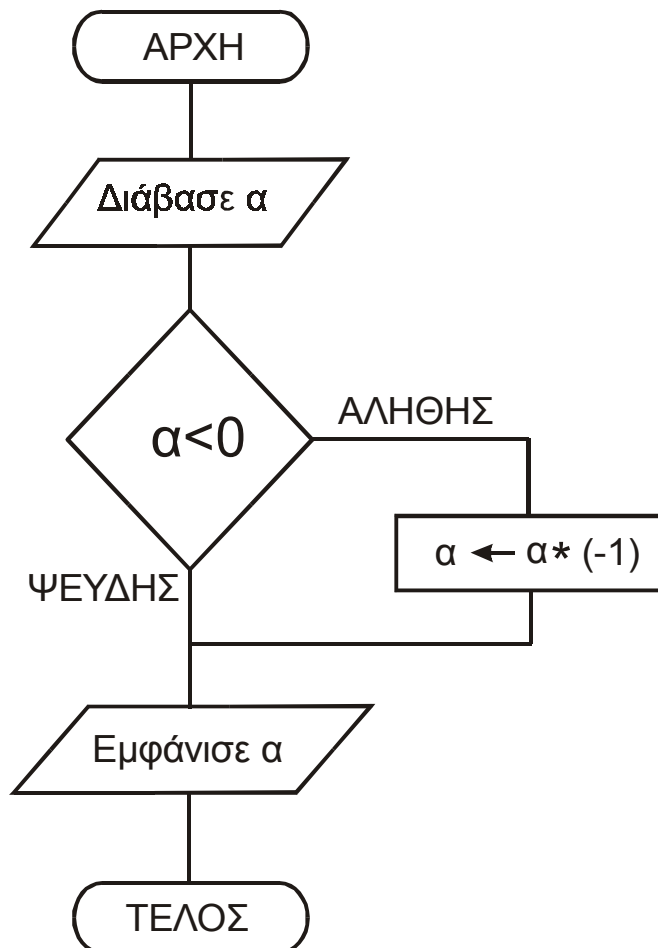 ΑΡΧΗ
Διάβασε α
α<0
ΑΛΗΘΗΣ
α ← α* (-1)
ΨΕΥΔΗΣ
Εμφάνισε α
ΤΕΛΟΣ